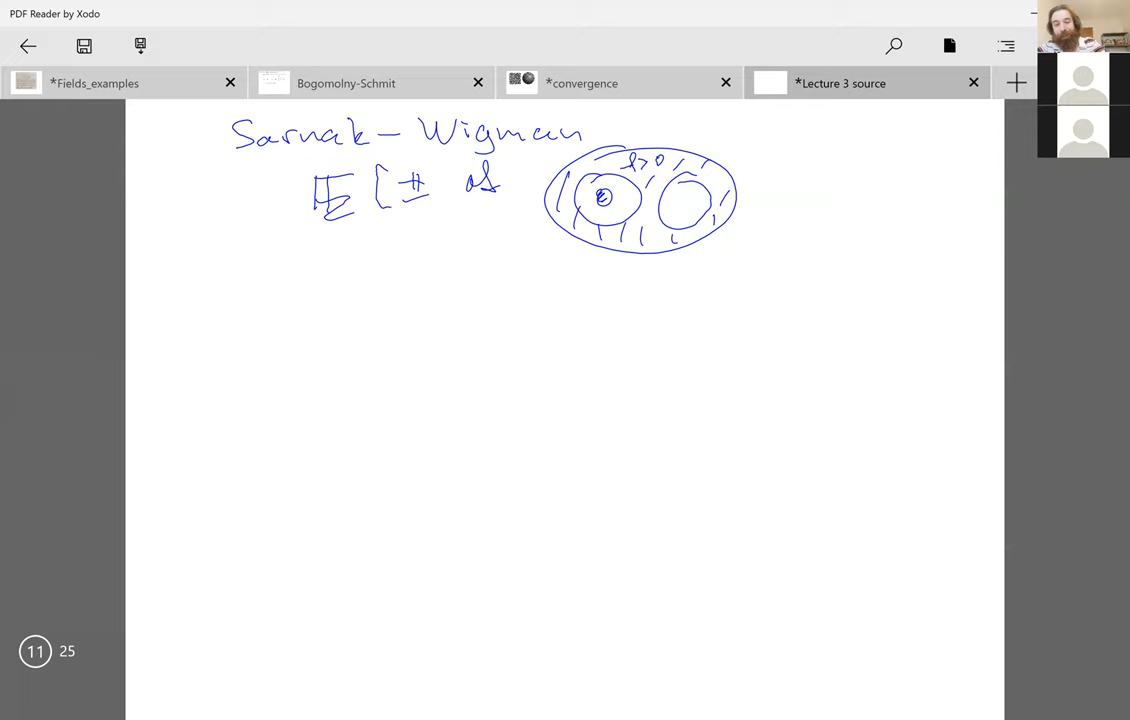 PDF Reader by Xodo
*Fields_examples
Bogomolny-Schmit
*convergence
*Lecture 3 source
Sarnak - Wigman
𝔼 [ # of
f > 0
11 25